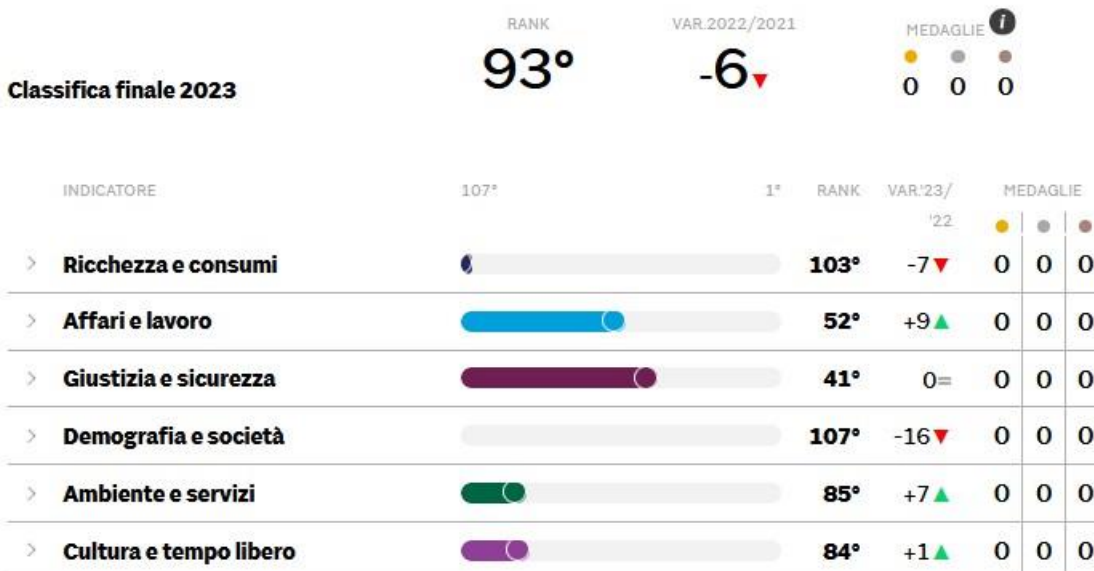 RANK VAR.2022/2021 MEDAGLIE i
Classifica finale 2023 93° -6▼ 0 0 0
INDICATORE 107° 1° RANK VAR.'23/'22 MEDAGLIE
Ricchezza e consumi 103° -7▼ 0 0 0
Affari e lavoro 52° +9▲ 0 0 0
Giustizia e sicurezza 41° 0= 0 0 0
Demografia e società 107° -16▼ 0 0 0
Ambiente e servizi 85° +7▲ 0 0 0
Cultura e tempo libero 84° +1▲ 0 0 0